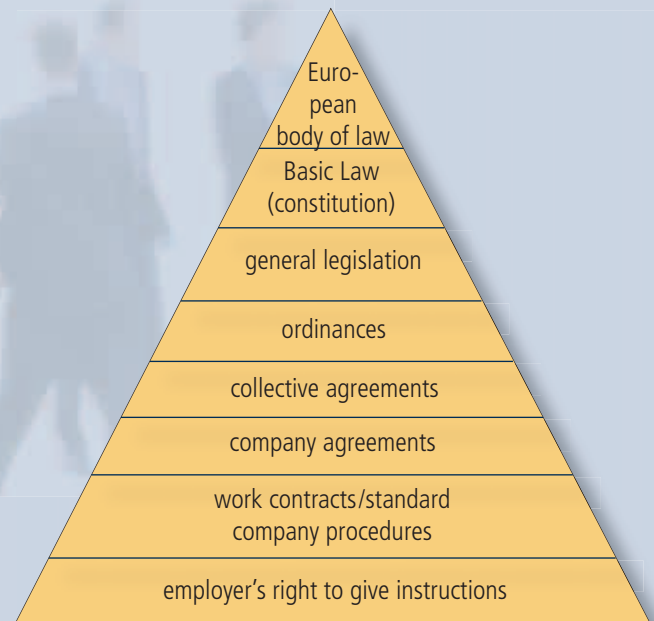 Euro-
pean
body of law
Basic Law
(constitution)
general legislation
ordinances
collective agreements
company agreements
work contracts/standard
company procedures
employer’s right to give instructions